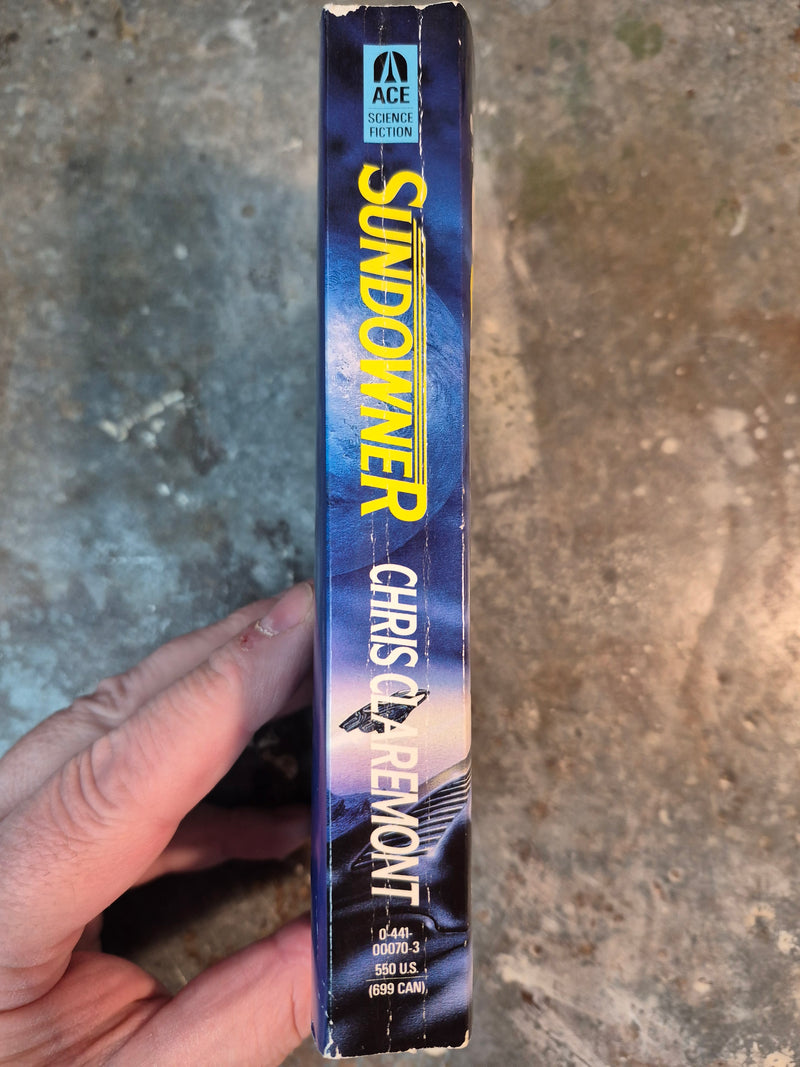 ACE
SCIENCE
FICTION
SUNDOWNER
CHRIS CLAREMONT
0-441-
00070-3
550 U.S.
(699 CAN)